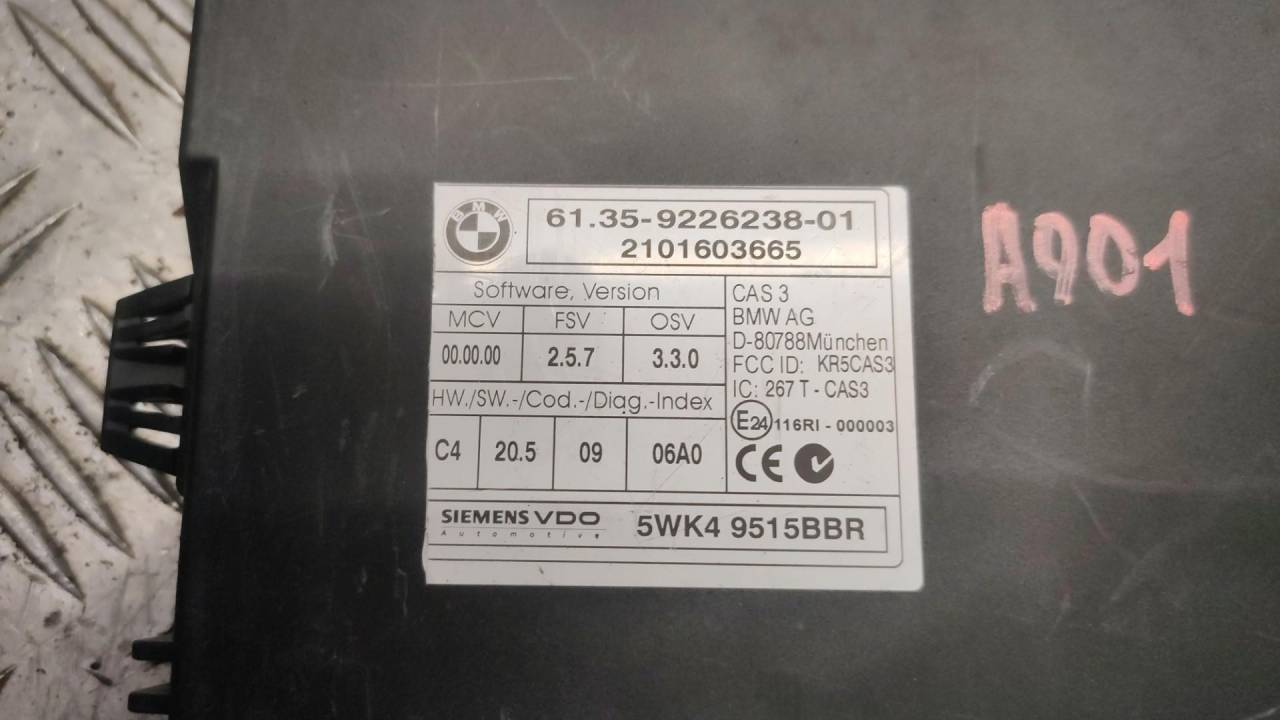 BMW
61.35-9226238-01
2101603665
Software, Version
MCV FSV OSV
00.00.00 2.5.7 3.3.0
HW./SW.-/Cod.-/Diag.-Index
C4 20.5 09 06A0
CAS 3
BMW AG
D-80788München
FCC ID: KR5CAS3
IC: 267 T - CAS3
E24 116RI - 000003
CE
SIEMENS VDO
Automotive
5WK4 9515BBR
A901